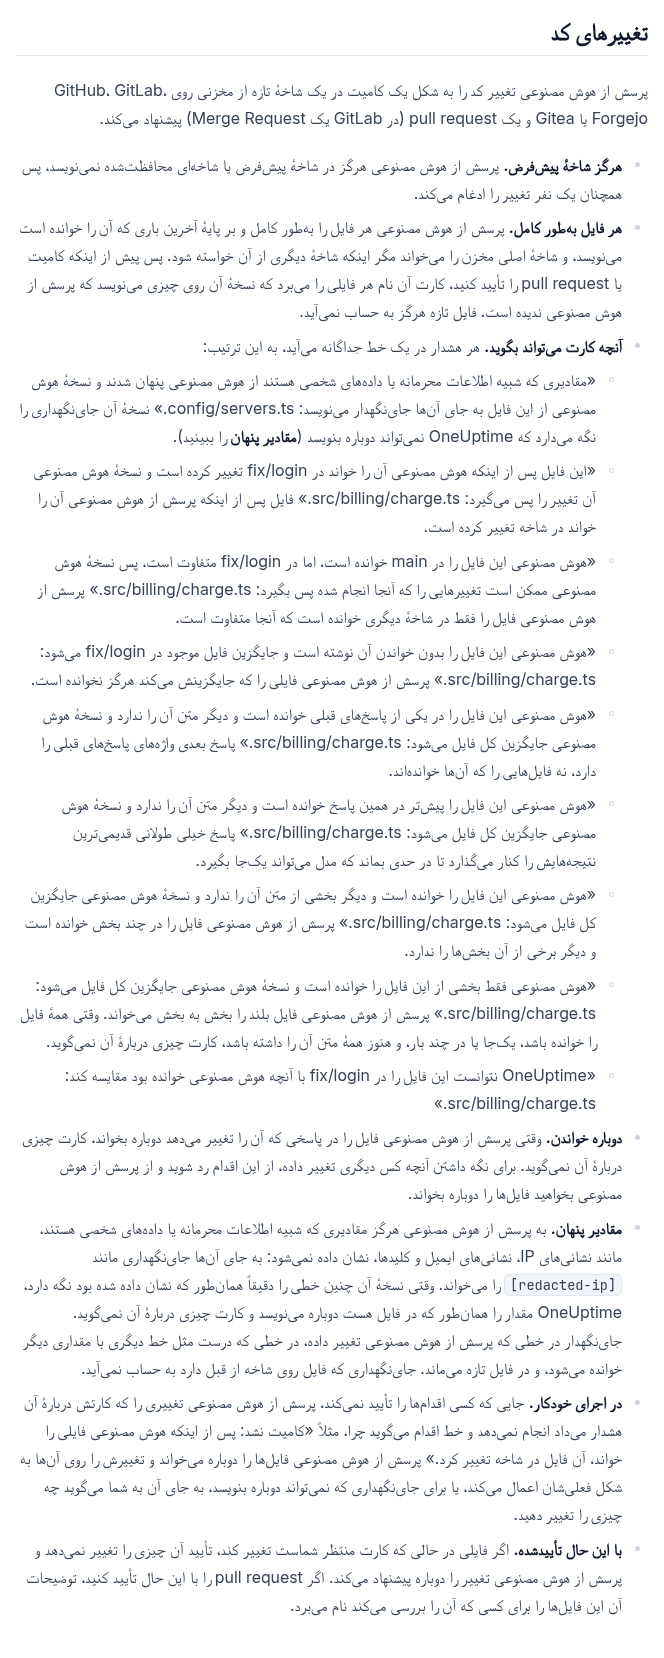 تغییرهای کد
پرسش از هوش مصنوعی تغییر کد را به شکل یک کامیت در یک شاخهٔ تازه از مخزنی روی GitHub، GitLab،
Forgejo یا Gitea و یک pull request (در GitLab یک Merge Request) پیشنهاد می‌کند.
هرگز شاخهٔ پیش‌فرض. پرسش از هوش مصنوعی هرگز در شاخهٔ پیش‌فرض یا شاخه‌ای محافظت‌شده نمی‌نویسد، پس
همچنان یک نفر تغییر را ادغام می‌کند.
هر فایل به‌طور کامل. پرسش از هوش مصنوعی هر فایل را به‌طور کامل و بر پایهٔ آخرین باری که آن را خوانده است
می‌نویسد، و شاخهٔ اصلی مخزن را می‌خواند مگر اینکه شاخهٔ دیگری از آن خواسته شود. پس پیش از اینکه کامیت
یا pull request را تأیید کنید، کارت آن نام هر فایلی را می‌برد که نسخهٔ آن روی چیزی می‌نویسد که پرسش از
هوش مصنوعی ندیده است. فایل تازه هرگز به حساب نمی‌آید.
آنچه کارت می‌تواند بگوید. هر هشدار در یک خط جداگانه می‌آید، به این ترتیب:
«مقادیری که شبیه اطلاعات محرمانه یا داده‌های شخصی هستند از هوش مصنوعی پنهان شدند و نسخهٔ هوش
مصنوعی از این فایل به جای آن‌ها جای‌نگهدار می‌نویسد: config/servers.ts.» نسخهٔ آن جای‌نگهداری را
نگه می‌دارد که OneUptime نمی‌تواند دوباره بنویسد (مقادیر پنهان را ببینید).
«این فایل پس از اینکه هوش مصنوعی آن را خواند در fix/login تغییر کرده است و نسخهٔ هوش مصنوعی
آن تغییر را پس می‌گیرد: src/billing/charge.ts.» فایل پس از اینکه پرسش از هوش مصنوعی آن را
خواند در شاخه تغییر کرده است.
«هوش مصنوعی این فایل را در main خوانده است، اما در fix/login متفاوت است، پس نسخهٔ هوش
مصنوعی ممکن است تغییرهایی را که آنجا انجام شده پس بگیرد: src/billing/charge.ts.» پرسش از
هوش مصنوعی فایل را فقط در شاخهٔ دیگری خوانده است که آنجا متفاوت است.
«هوش مصنوعی این فایل را بدون خواندن آن نوشته است و جایگزین فایل موجود در fix/login می‌شود:
src/billing/charge.ts.» پرسش از هوش مصنوعی فایلی را که جایگزینش می‌کند هرگز نخوانده است.
«هوش مصنوعی این فایل را در یکی از پاسخ‌های قبلی خوانده است و دیگر متن آن را ندارد و نسخهٔ هوش
مصنوعی جایگزین کل فایل می‌شود: src/billing/charge.ts.» پاسخ بعدی واژه‌های پاسخ‌های قبلی را
دارد، نه فایل‌هایی را که آن‌ها خوانده‌اند.
«هوش مصنوعی این فایل را پیش‌تر در همین پاسخ خوانده است و دیگر متن آن را ندارد و نسخهٔ هوش
مصنوعی جایگزین کل فایل می‌شود: src/billing/charge.ts.» پاسخ خیلی طولانی قدیمی‌ترین
نتیجه‌هایش را کنار می‌گذارد تا در حدی بماند که مدل می‌تواند یک‌جا بگیرد.
«هوش مصنوعی این فایل را خوانده است و دیگر بخشی از متن آن را ندارد و نسخهٔ هوش مصنوعی جایگزین
کل فایل می‌شود: src/billing/charge.ts.» پرسش از هوش مصنوعی فایل را در چند بخش خوانده است
و دیگر برخی از آن بخش‌ها را ندارد.
«هوش مصنوعی فقط بخشی از این فایل را خوانده است و نسخهٔ هوش مصنوعی جایگزین کل فایل می‌شود:
src/billing/charge.ts.» پرسش از هوش مصنوعی فایل بلند را بخش به بخش می‌خواند. وقتی همهٔ فایل
را خوانده باشد، یک‌جا یا در چند بار، و هنوز همهٔ متن آن را داشته باشد، کارت چیزی دربارهٔ آن نمی‌گوید.
«OneUptime نتوانست این فایل را در fix/login با آنچه هوش مصنوعی خوانده بود مقایسه کند:
src/billing/charge.ts.»
دوباره خواندن. وقتی پرسش از هوش مصنوعی فایل را در پاسخی که آن را تغییر می‌دهد دوباره بخواند، کارت چیزی
دربارهٔ آن نمی‌گوید. برای نگه داشتن آنچه کس دیگری تغییر داده، از این اقدام رد شوید و از پرسش از هوش
مصنوعی بخواهید فایل‌ها را دوباره بخواند.
مقادیر پنهان. به پرسش از هوش مصنوعی هرگز مقادیری که شبیه اطلاعات محرمانه یا داده‌های شخصی هستند،
مانند نشانی‌های IP، نشانی‌های ایمیل و کلیدها، نشان داده نمی‌شود: به جای آن‌ها جای‌نگهداری مانند
[redacted-ip] را می‌خواند. وقتی نسخهٔ آن چنین خطی را دقیقاً همان‌طور که نشان داده شده بود نگه دارد،
OneUptime مقدار را همان‌طور که در فایل هست دوباره می‌نویسد و کارت چیزی دربارهٔ آن نمی‌گوید.
جای‌نگهدار در خطی که پرسش از هوش مصنوعی تغییر داده، در خطی که درست مثل خط دیگری با مقداری دیگر
خوانده می‌شود، و در فایل تازه می‌ماند. جای‌نگهداری که فایل روی شاخه از قبل دارد به حساب نمی‌آید.
در اجرای خودکار. جایی که کسی اقدام‌ها را تأیید نمی‌کند، پرسش از هوش مصنوعی تغییری را که کارتش دربارهٔ آن
هشدار می‌داد انجام نمی‌دهد و خط اقدام می‌گوید چرا، مثلاً «کامیت نشد: پس از اینکه هوش مصنوعی فایلی را
خواند، آن فایل در شاخه تغییر کرد.» پرسش از هوش مصنوعی فایل‌ها را دوباره می‌خواند و تغییرش را روی آن‌ها به
شکل فعلی‌شان اعمال می‌کند، یا برای جای‌نگهداری که نمی‌تواند دوباره بنویسد، به جای آن به شما می‌گوید چه
چیزی را تغییر دهید.
با این حال تأییدشده. اگر فایلی در حالی که کارت منتظر شماست تغییر کند، تأیید آن چیزی را تغییر نمی‌دهد و
پرسش از هوش مصنوعی تغییر را دوباره پیشنهاد می‌کند. اگر pull request را با این حال تأیید کنید، توضیحات
آن این فایل‌ها را برای کسی که آن را بررسی می‌کند نام می‌برد.